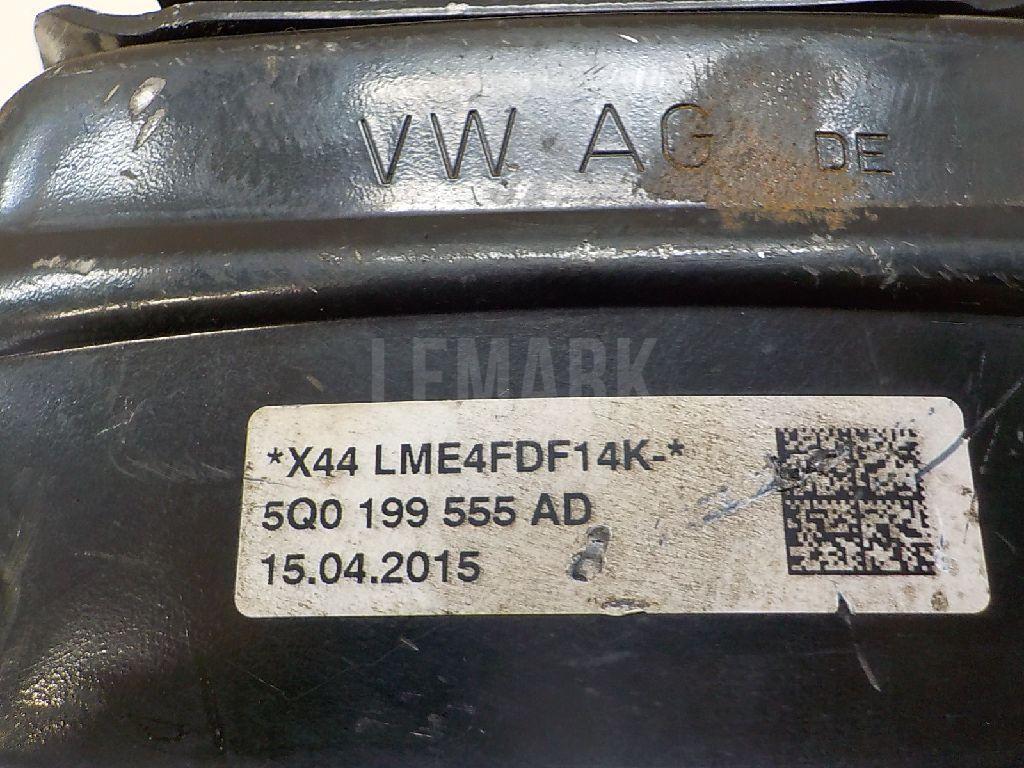 VW AG DE
LEMARK
*X44 LME4FDF14K-*
5Q0 199 555 AD
15.04.2015